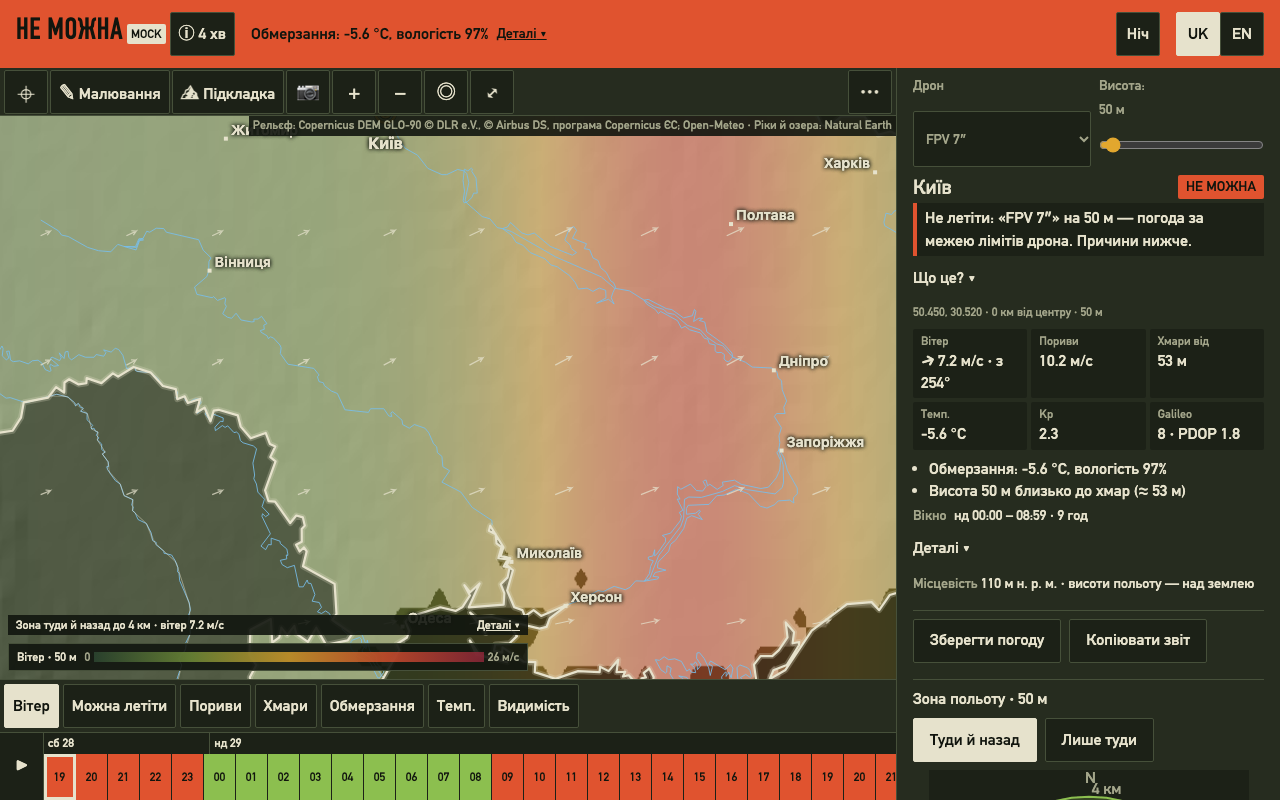 НЕ МОЖНА MOCK ⓘ 4 хв Обмерзання: -5.6 °C, вологість 97% Деталі ▾ Ніч UK EN
Малювання Підкладка + − ⤢ •••
Рельєф: Copernicus DEM GLO-90 © DLR e.V., © Airbus DS, програма Copernicus ЄС; Open-Meteo · Ріки й озера: Natural Earth
Київ
Харків
Полтава
Вінниця
Дніпро
Запоріжжя
Миколаїв
Херсон
Одеса
Зона туди й назад до 4 км · вітер 7.2 м/с Деталі ▾
Вітер · 50 м 0 26 м/с
Вітер Можна летіти Пориви Хмари Обмерзання Темп. Видимість
сб 28 нд 29
19 20 21 22 23 00 01 02 03 04 05 06 07 08 09 10 11 12 13 14 15 16 17 18 19 20 21
Дрон Висота:
50 м
FPV 7″
Київ НЕ МОЖНА
Не летіти: «FPV 7″» на 50 м — погода за
межею лімітів дрона. Причини нижче.
Що це? ▾
50.450, 30.520 · 0 км від центру · 50 м
Вітер Пориви Хмари від
➔ 7.2 м/с · з 10.2 м/с 53 м
254°
Темп. Kp Galileo
-5.6 °C 2.3 8 · PDOP 1.8
• Обмерзання: -5.6 °C, вологість 97%
• Висота 50 м близько до хмар (≈ 53 м)
Вікно нд 00:00 – 08:59 · 9 год
Деталі ▾
Місцевість 110 м н. р. м. · висоти польоту — над землею
Зберегти погоду Копіювати звіт
Зона польоту · 50 м
Туди й назад Лише туди
N
4 км